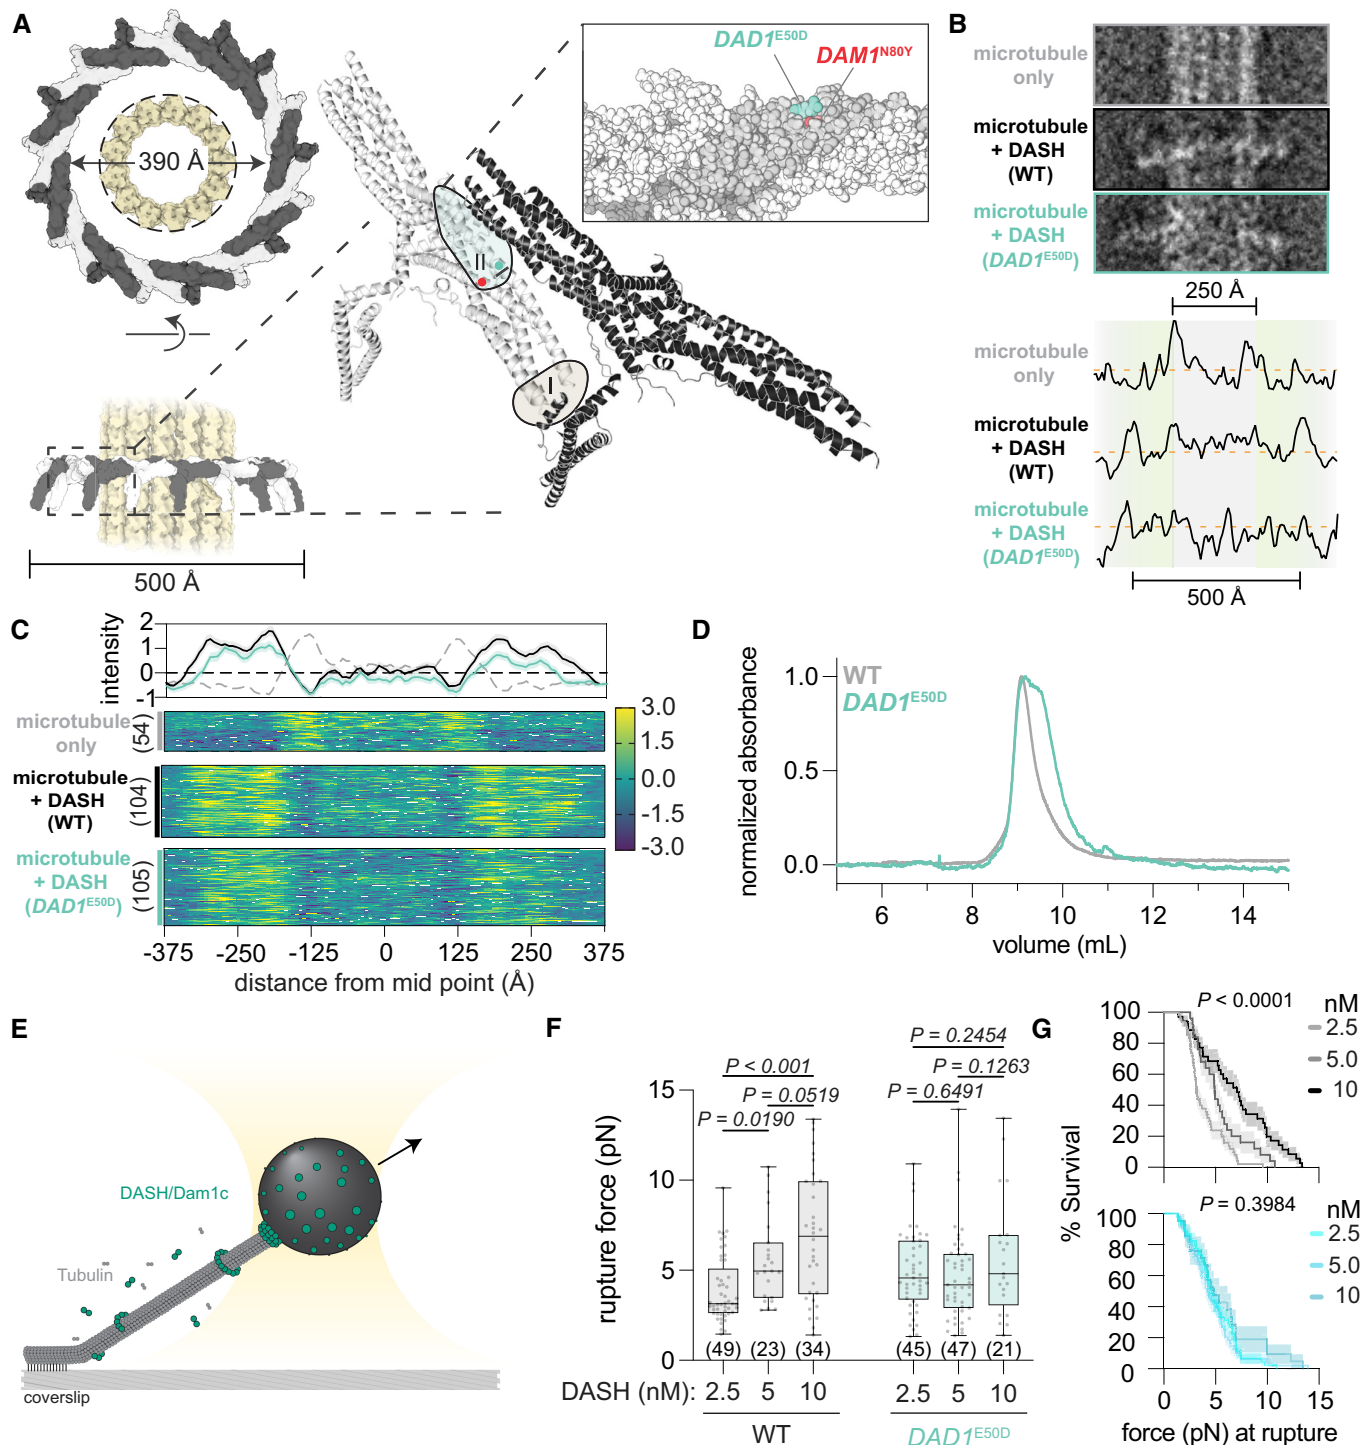 A
390 Å
500 Å
DAD1E50D
DAM1N80Y
II
I
B
microtubule
only
microtubule
+ DASH
(WT)
microtubule
+ DASH
(DAD1E50D)
250 Å
microtubule
only
microtubule
+ DASH
(WT)
microtubule
+ DASH
(DAD1E50D)
500 Å
C
intensity
2
1
0
-1
microtubule
only
(54)
microtubule
+ DASH
(WT)
(104)
microtubule
+ DASH
(DAD1E50D)
(105)
3.0
1.5
0.0
-1.5
-3.0
-375 -250 -125 0 125 250 375
distance from mid point (Å)
D
WT
DAD1E50D
normalized absorbance
1.0
0.5
0.0
6 8 10 12 14
volume (mL)
E
DASH/Dam1c
Tubulin
coverslip
F
rupture force (pN)
15
10
5
0
P < 0.001
P = 0.0519
P = 0.0190
P = 0.2454
P = 0.1263
P = 0.6491
(49) (23) (34) (45) (47) (21)
DASH (nM): 2.5 5 10 2.5 5 10
WT DAD1E50D
G
% Survival
100
80
60
40
20
0
P < 0.0001
nM
2.5
5.0
10
100
80
60
40
20
0
P = 0.3984
nM
2.5
5.0
10
0 5 10 15
force (pN) at rupture